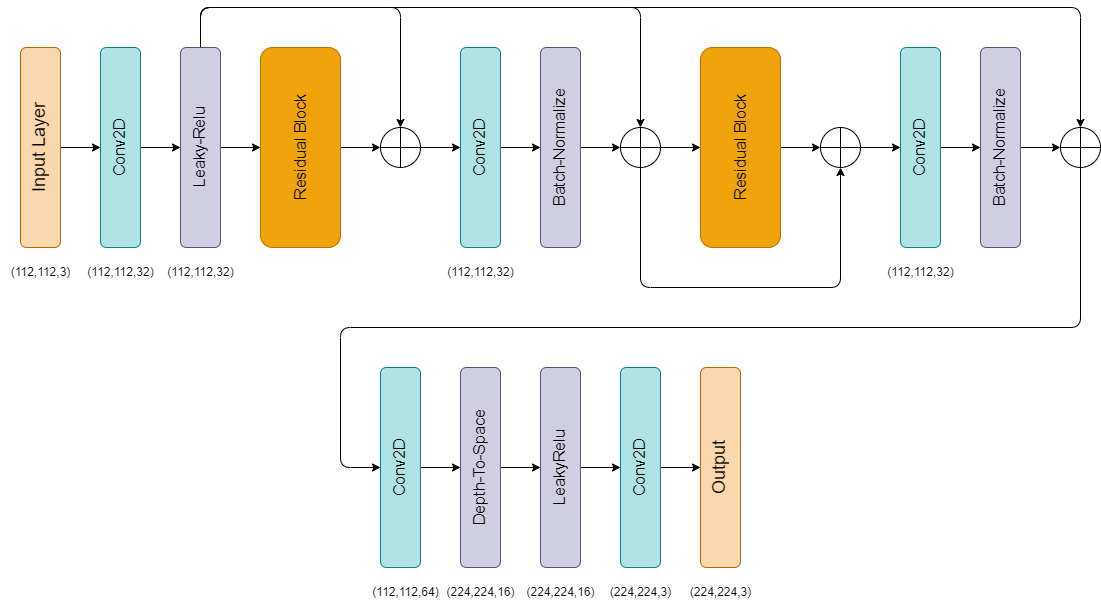 Input Layer
Conv2D
Leaky-Relu
Residual Block
Conv2D
Batch-Normalize
Residual Block
Conv2D
Batch-Normalize
(112,112,3)
(112,112,32)
(112,112,32)
(112,112,32)
(112,112,32)
Conv2D
Depth-To-Space
LeakyRelu
Conv2D
Output
(112,112,64)
(224,224,16)
(224,224,16)
(224,224,3)
(224,224,3)